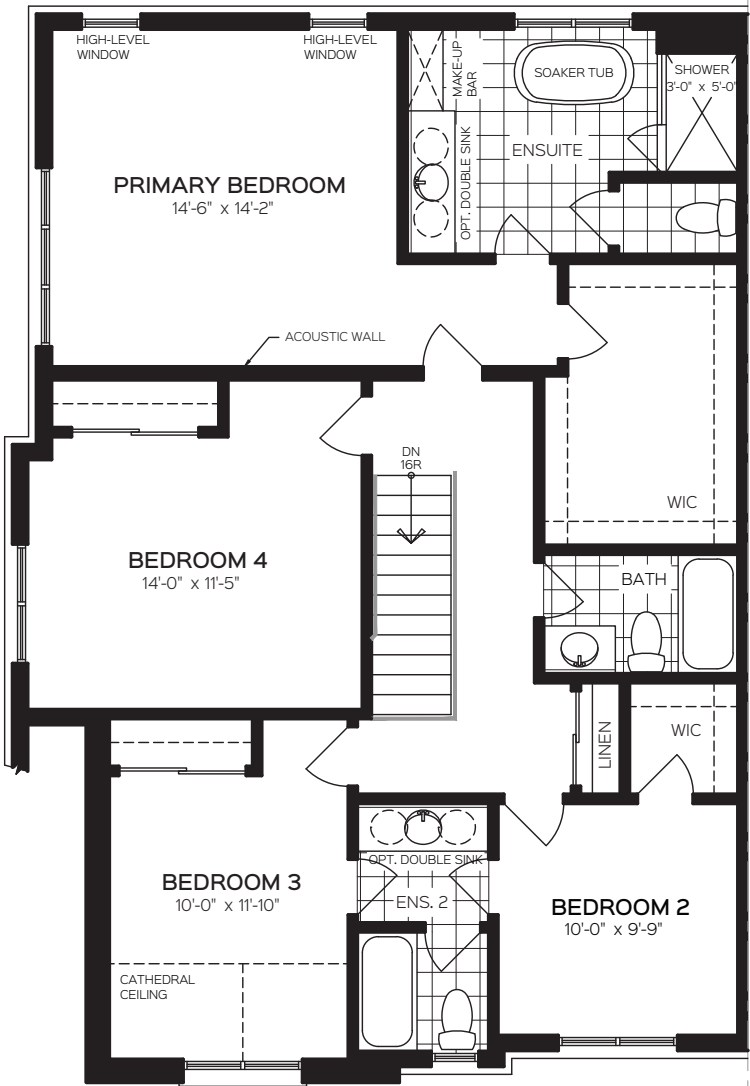 HIGH-LEVEL
WINDOW
HIGH-LEVEL
WINDOW
MAKE-UP
BAR
SOAKER TUB
SHOWER
3'-0" x 5'-0"
OPT. DOUBLE SINK
ENSUITE
PRIMARY BEDROOM
14'-6" x 14'-2"
ACOUSTIC WALL
DN
16R
WIC
BEDROOM 4
14'-0" x 11'-5"
BATH
LINEN
WIC
OPT. DOUBLE SINK
ENS. 2
BEDROOM 3
10'-0" x 11'-10"
BEDROOM 2
10'-0" x 9'-9"
CATHEDRAL
CEILING